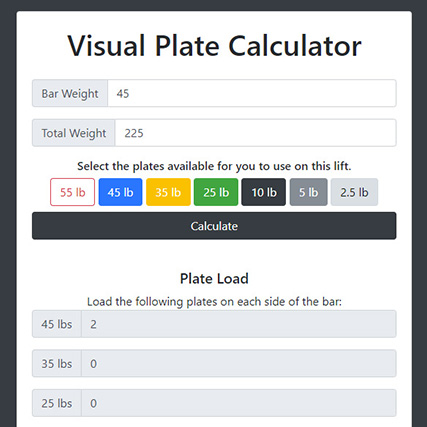 Visual Plate Calculator
Bar Weight 45
Total Weight 225
Select the plates available for you to use on this lift.
55 lb 45 lb 35 lb 25 lb 10 lb 5 lb 2.5 lb
Calculate
Plate Load
Load the following plates on each side of the bar:
45 lbs 2
35 lbs 0
25 lbs 0